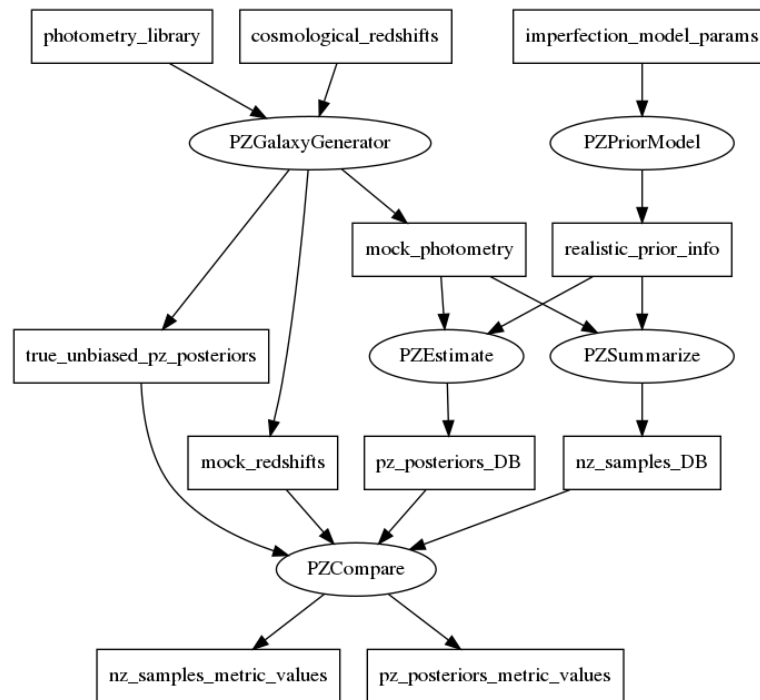 photometry_library
cosmological_redshifts
imperfection_model_params
PZGalaxyGenerator
PZPriorModel
mock_photometry
realistic_prior_info
true_unbiased_pz_posteriors
PZEstimate
PZSummarize
mock_redshifts
pz_posteriors_DB
nz_samples_DB
PZCompare
nz_samples_metric_values
pz_posteriors_metric_values